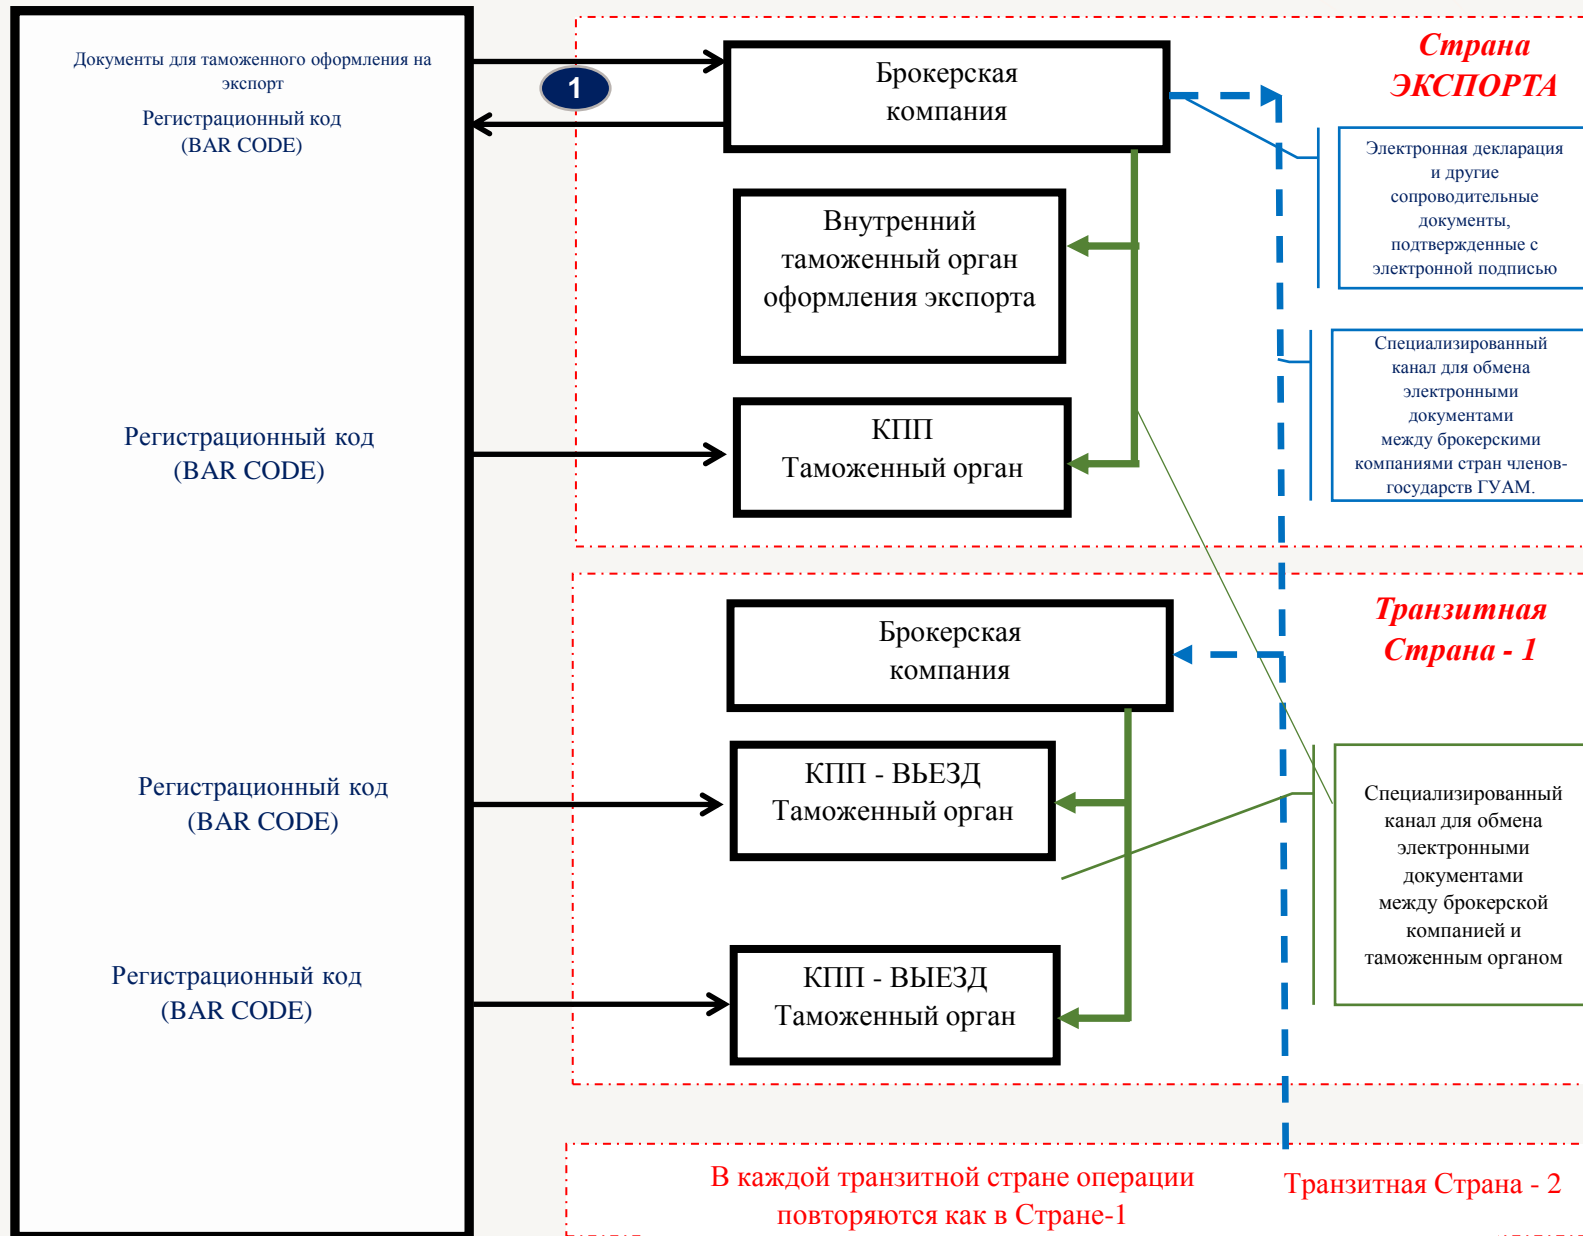 Документы для таможенного оформления на
экспорт
Регистрационный код
(BAR CODE)
1
Брокерская
компания
Страна
ЭКСПОРТА
Электронная декларация
и другие
сопроводительные
документы,
подтвержденные с
электронной подписью
Внутренний
таможенный орган
оформления экспорта
Специализированный
канал для обмена
электронными
документами
между брокерскими
компаниями стран членов-
государств ГУАМ.
Регистрационный код
(BAR CODE)
КПП
Таможенный орган
Брокерская
компания
Транзитная
Страна - 1
Регистрационный код
(BAR CODE)
КПП - ВЬЕЗД
Таможенный орган
Специализированный
канал для обмена
электронными
документами
между брокерской
компанией и
таможенным органом
Регистрационный код
(BAR CODE)
КПП - ВЫЕЗД
Таможенный орган
В каждой транзитной стране операции
повторяются как в Стране-1
Транзитная Страна - 2